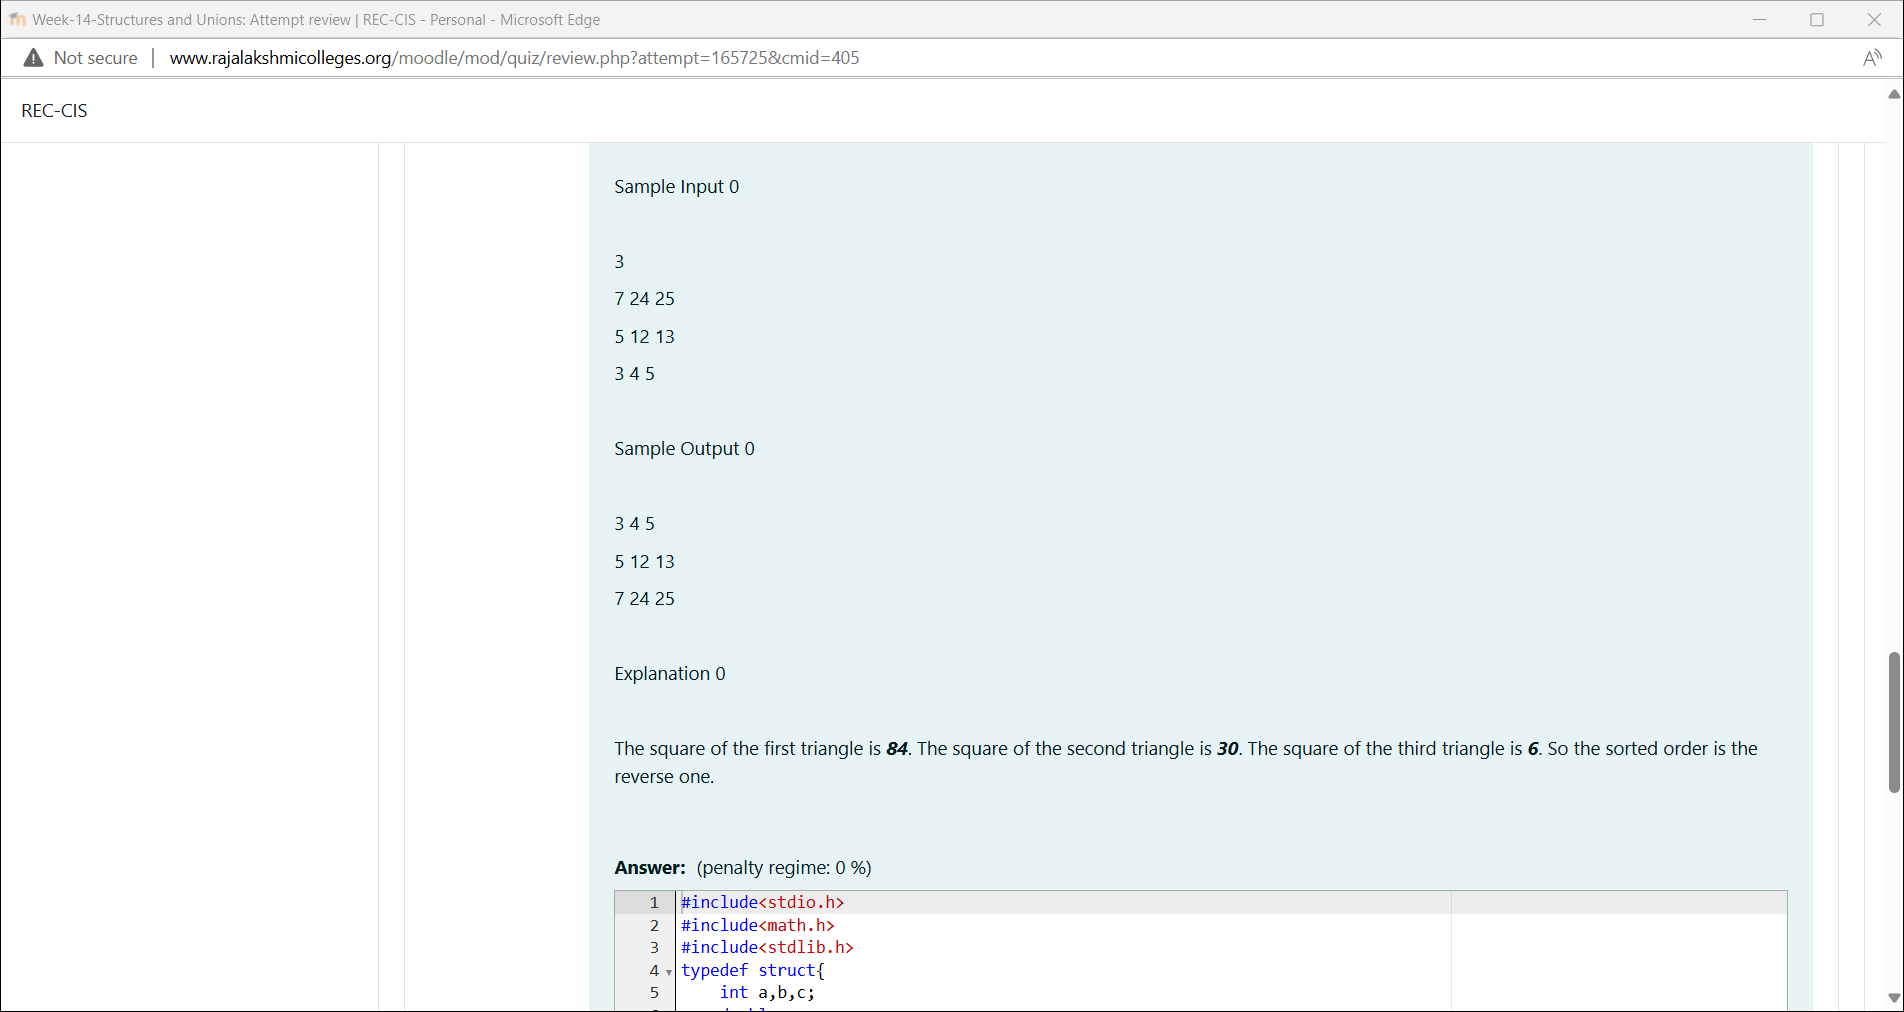 Week-14-Structures and Unions: Attempt review | REC-CIS - Personal - Microsoft Edge
Not secure | www.rajalakshmicolleges.org/moodle/mod/quiz/review.php?attempt=165725&cmid=405
REC-CIS
Sample Input 0
3
7 24 25
5 12 13
3 4 5
Sample Output 0
3 4 5
5 12 13
7 24 25
Explanation 0
The square of the first triangle is 84. The square of the second triangle is 30. The square of the third triangle is 6. So the sorted order is the
reverse one.
Answer: (penalty regime: 0 %)
1 #include<stdio.h>
2 #include<math.h>
3 #include<stdlib.h>
4 typedef struct{
5 int a,b,c;